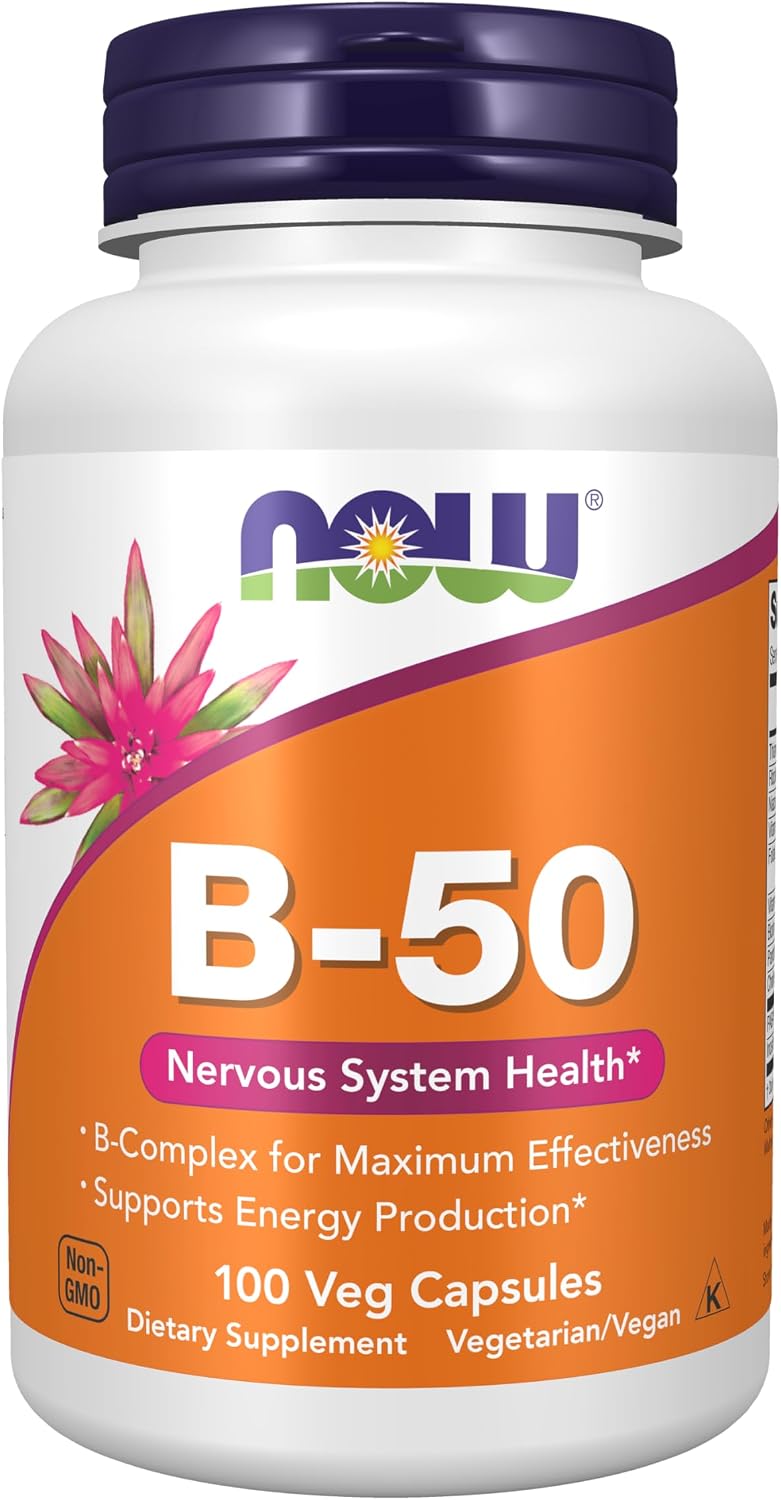 NOW®
B-50
Nervous System Health*
· B-Complex for Maximum Effectiveness
· Supports Energy Production*
Non-
GMO
100 Veg Capsules
Dietary Supplement
Vegetarian/Vegan
K